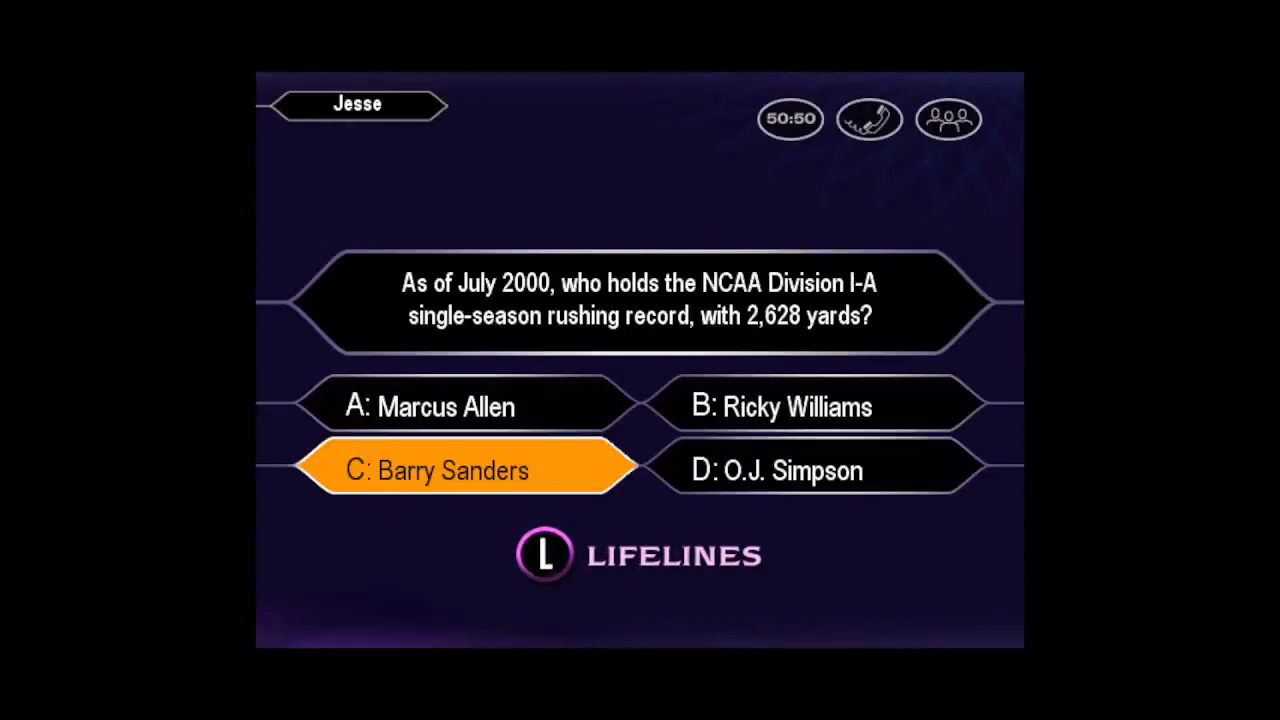 Jesse
50:50
As of July 2000, who holds the NCAA Division I-A
single-season rushing record, with 2,628 yards?
A: Marcus Allen
B: Ricky Williams
C: Barry Sanders
D: O.J. Simpson
L LIFELINES